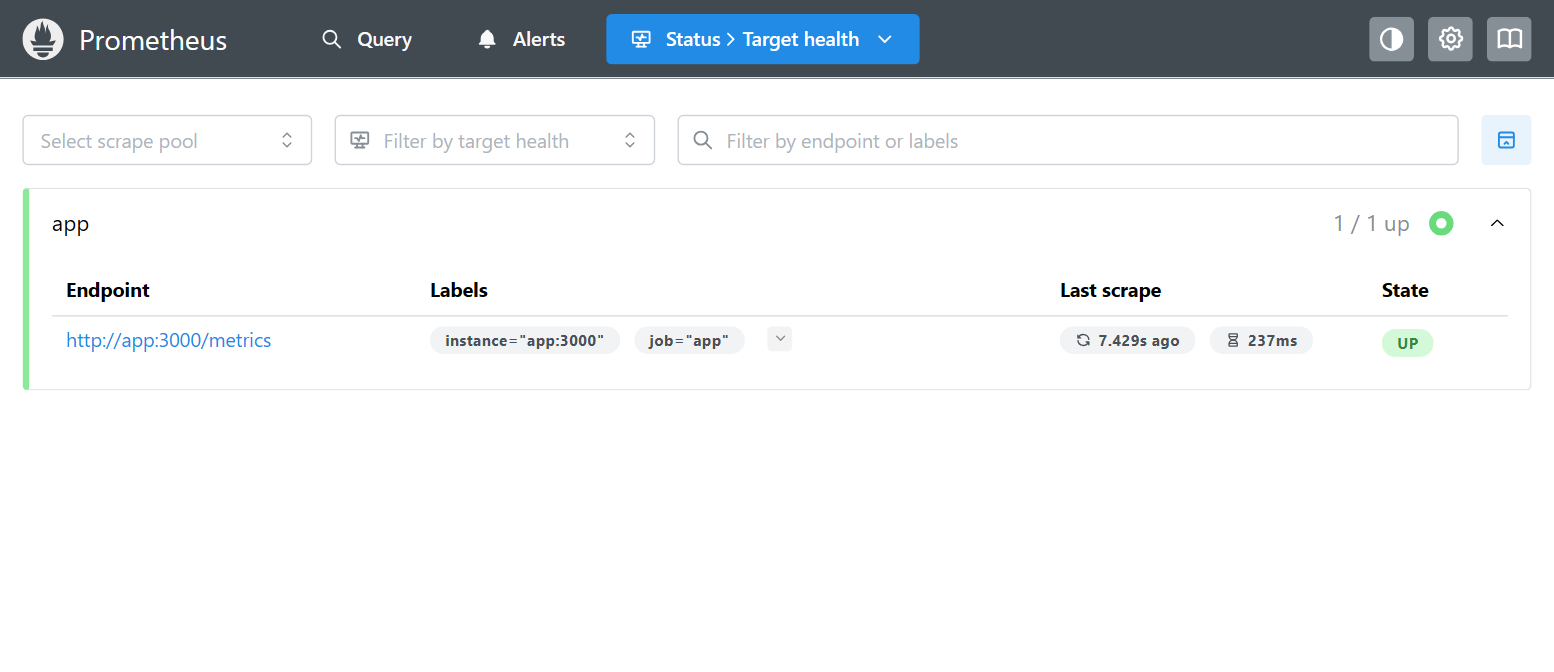 Prometheus Query Alerts Status > Target health
Select scrape pool Filter by target health Filter by endpoint or labels
app 1 / 1 up
Endpoint Labels Last scrape State
http://app:3000/metrics instance="app:3000" job="app" 7.429s ago 237ms UP